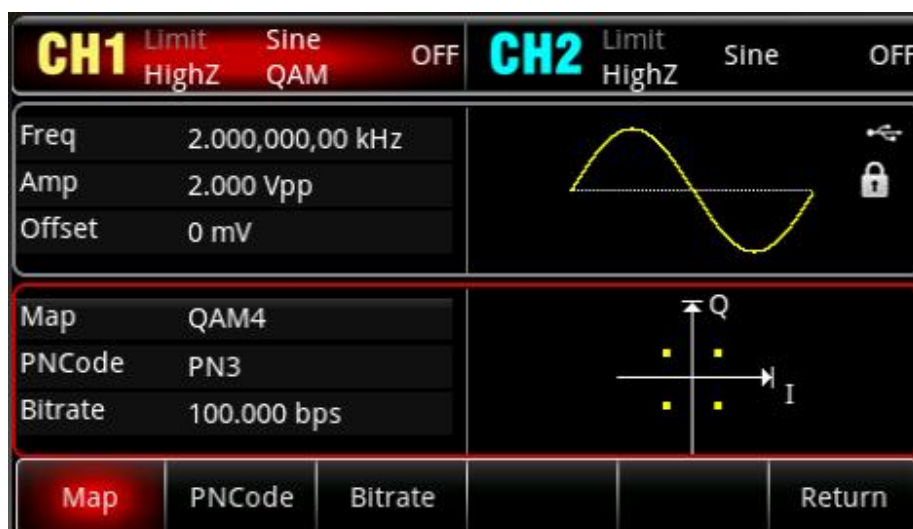 CH1 Limit Sine OFF CH2 Limit Sine OFF
HighZ QAM HighZ
Freq 2.000,000,00 kHz
Amp 2.000 Vpp
Offset 0 mV
Map QAM4 Q
PNCode PN3
Bitrate 100.000 bps I
Map PNCode Bitrate Return